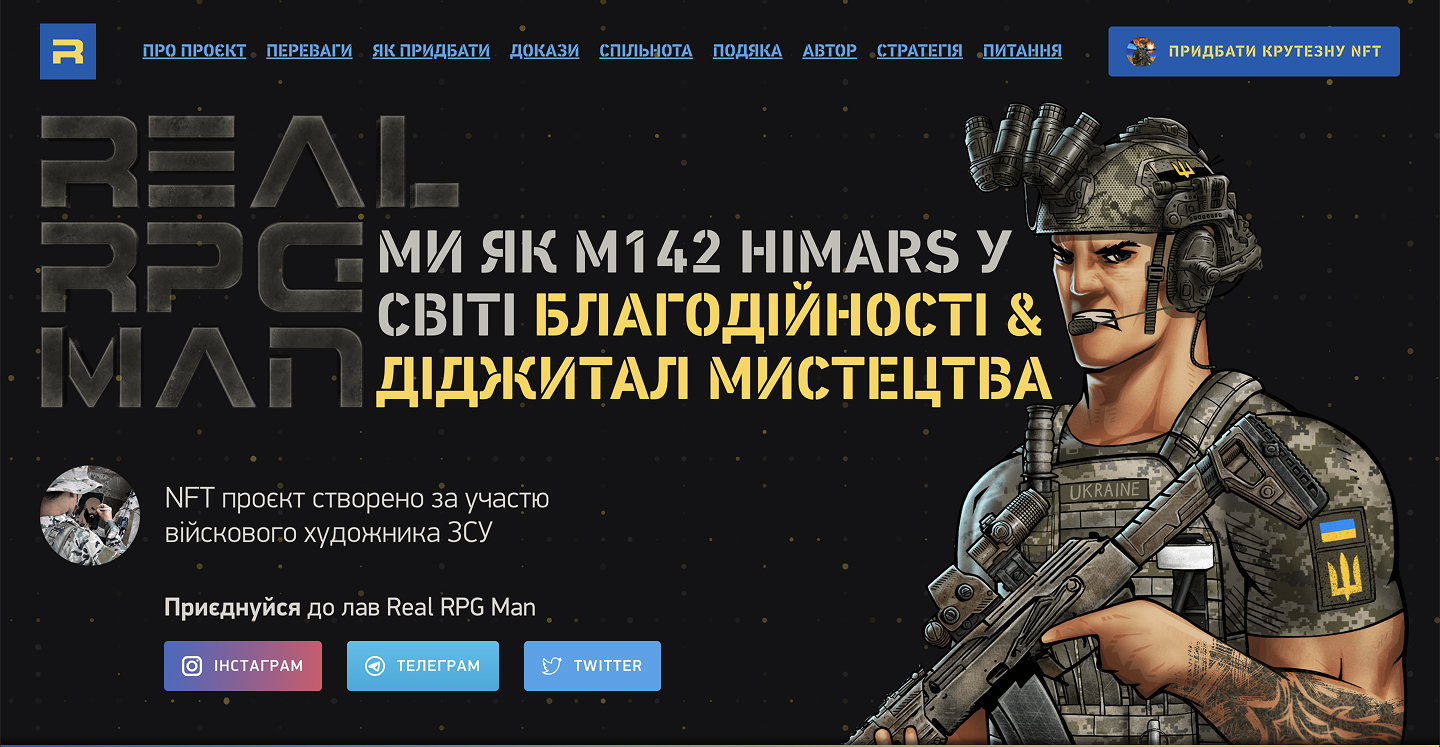 R
ПРО ПРОЄКТ ПЕРЕВАГИ ЯК ПРИДБАТИ ДОКАЗИ СПІЛЬНОТА ПОДЯКА АВТОР СТРАТЕГІЯ ПИТАННЯ
ПРИДБАТИ КРУТЕЗНУ NFT
REAL
RPG
MAN
МИ ЯК M142 HIMARS У
СВІТІ БЛАГОДІЙНОСТІ &
ДІДЖИТАЛ МИСТЕЦТВА
UKRAINE
NFT проєкт створено за участю
війскового художника ЗСУ
Приєднуйся до лав Real RPG Man
ІНСТАГРАМ
ТЕЛЕГРАМ
TWITTER